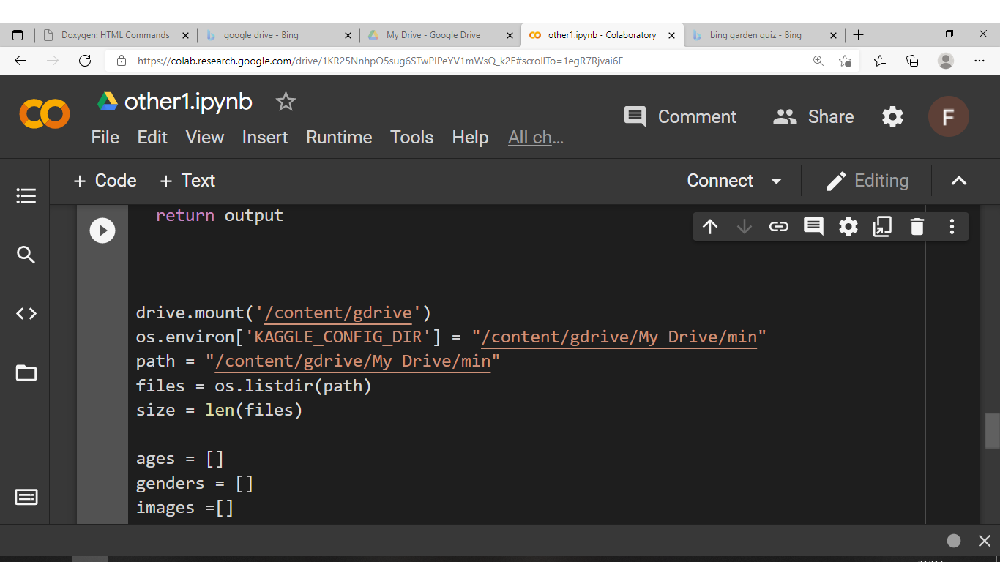 Doxygen: HTML Commands
google drive - Bing
My Drive - Google Drive
other1.ipynb - Colaboratory
bing garden quiz - Bing
https://colab.research.google.com/drive/1KR25NnhpO5sug6STwPlPeYV1mWsQ_k2E#scrollTo=1egR7Rjvai6F
other1.ipynb
Comment
Share
F
File Edit View Insert Runtime Tools Help All ch...
+ Code + Text
Connect
Editing
return output
drive.mount('/content/gdrive')
os.environ['KAGGLE_CONFIG_DIR'] = "/content/gdrive/My Drive/min"
path = "/content/gdrive/My Drive/min"
files = os.listdir(path)
size = len(files)
ages = []
genders = []
images =[]